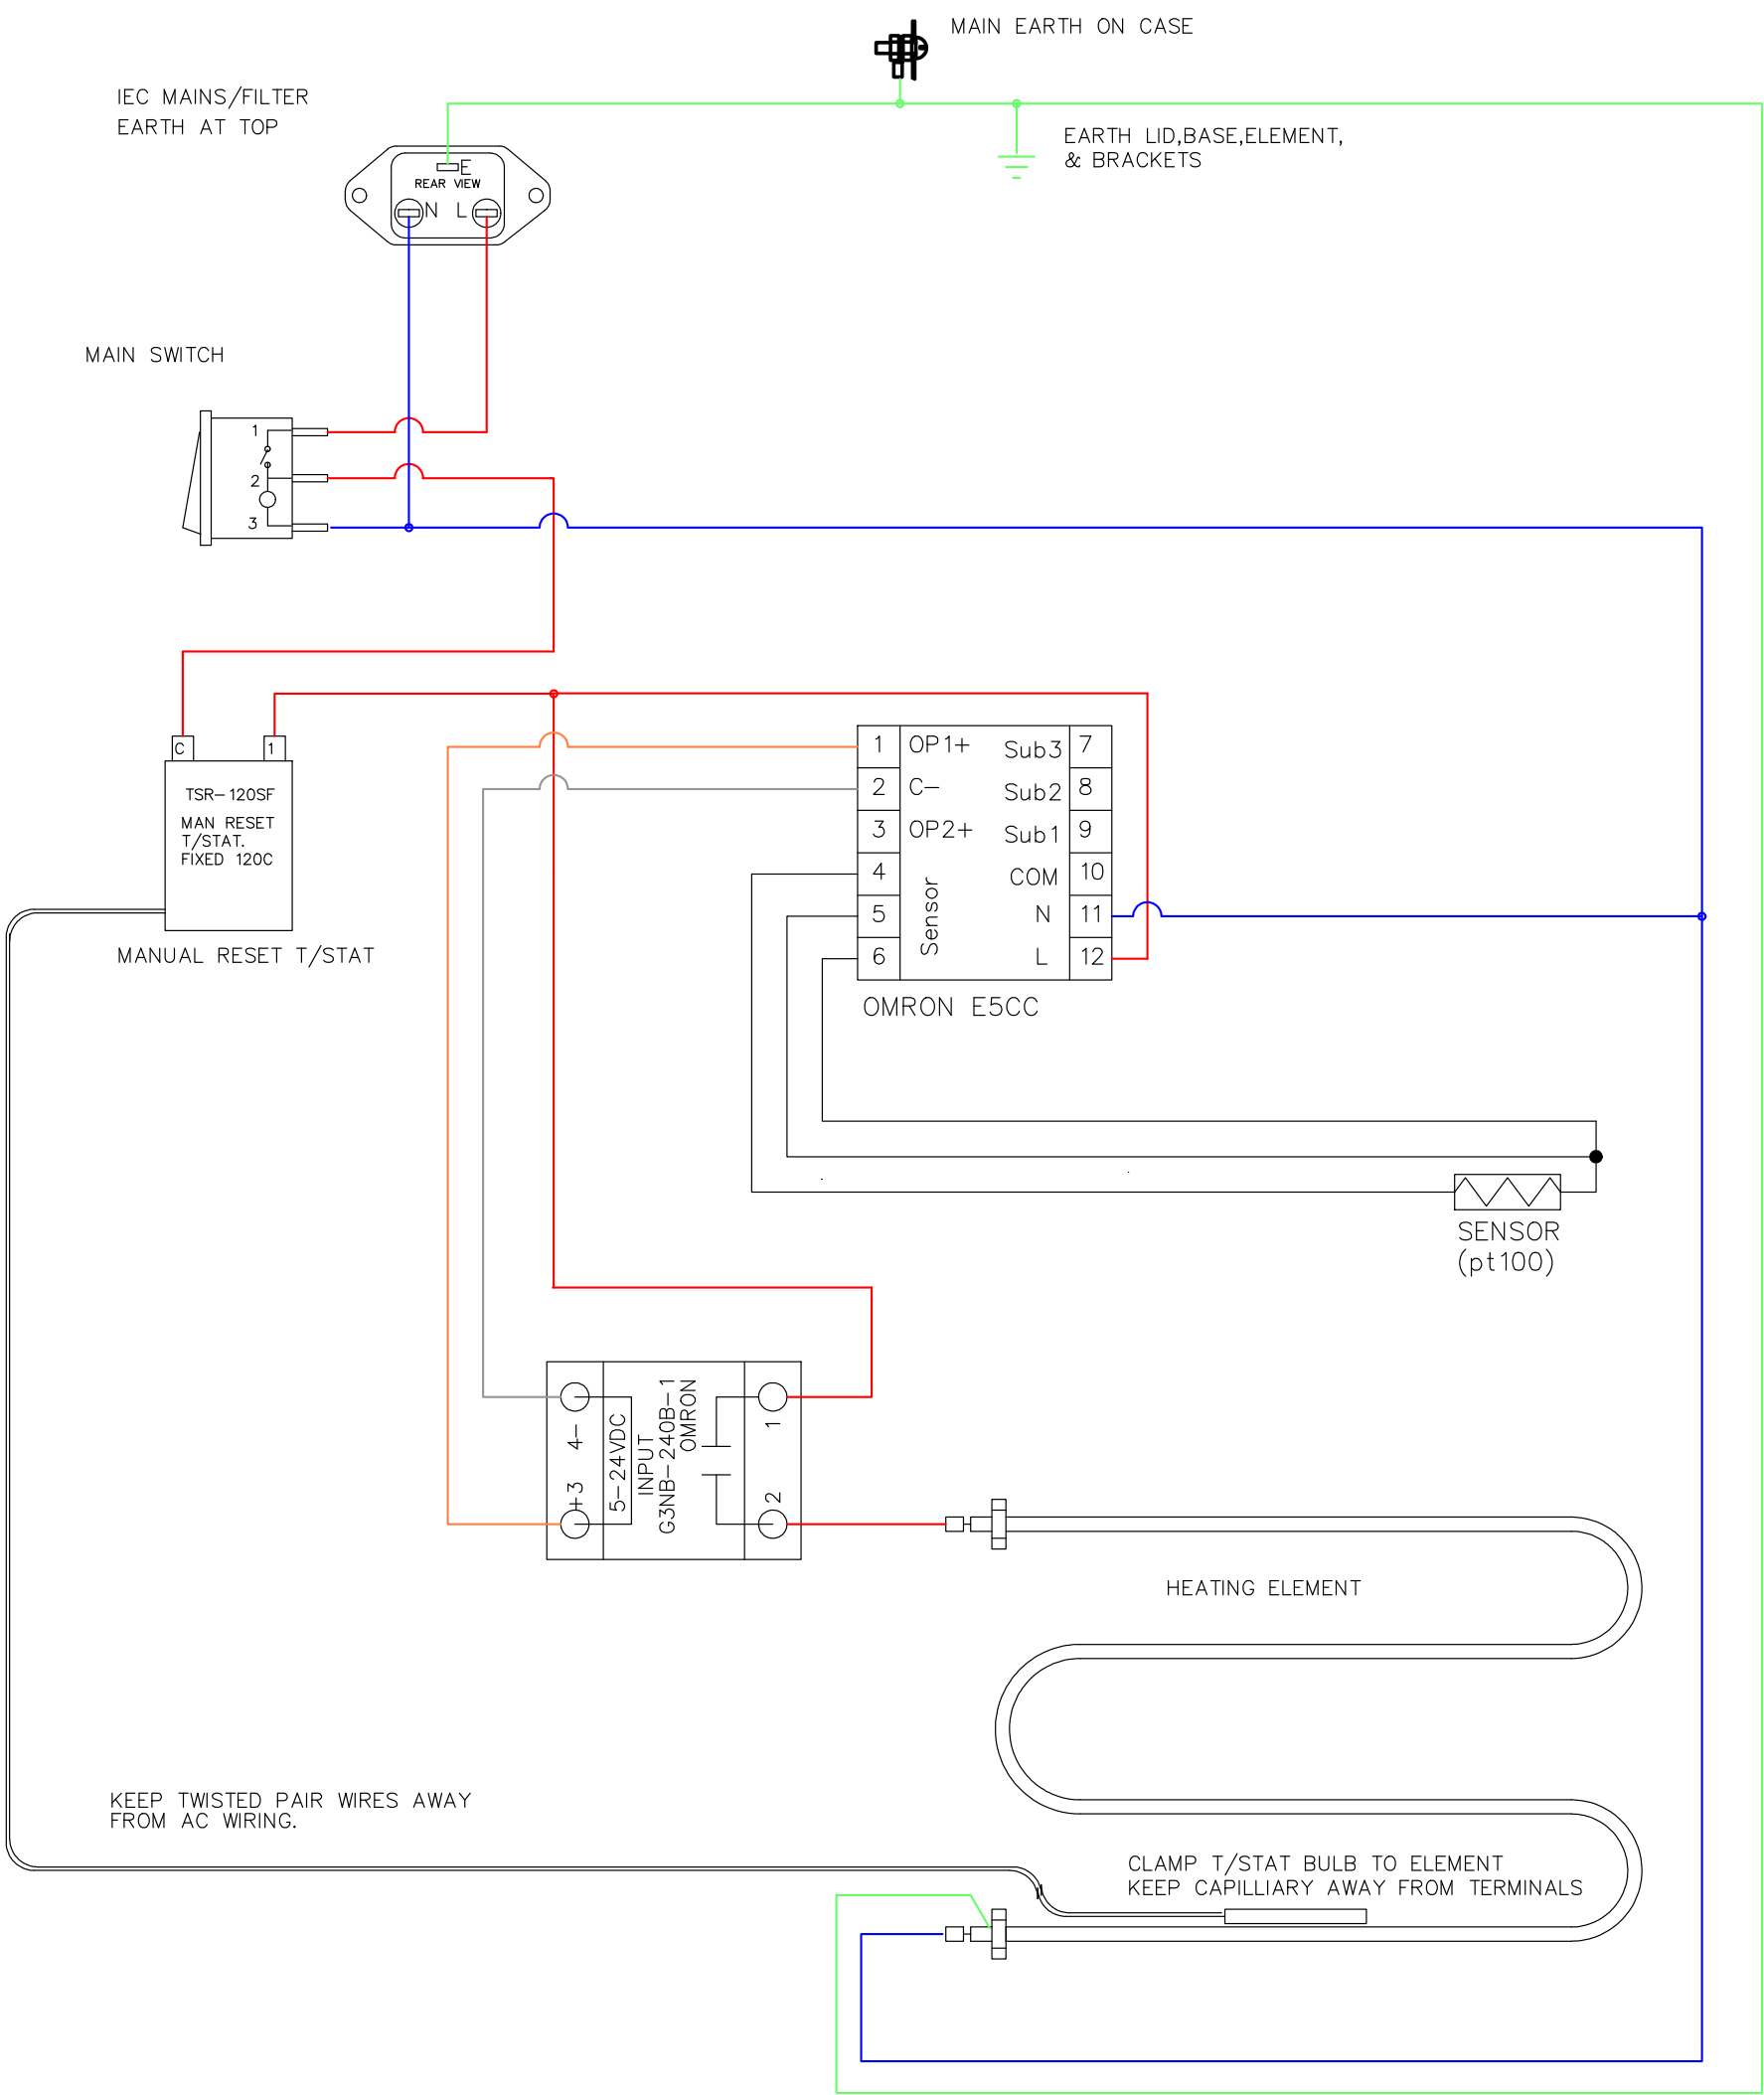 MAIN EARTH ON CASE
IEC MAINS/FILTER
EARTH AT TOP
EARTH LID,BASE,ELEMENT,
& BRACKETS
E
REAR VIEW
N L
MAIN SWITCH
1
2
3
C 1
TSR-120SF
MAN RESET
T/STAT.
FIXED 120C
MANUAL RESET T/STAT
1 OP1+ Sub3 7
2 C- Sub2 8
3 OP2+ Sub1 9
4 COM 10
5 N 11
6 L 12
Sensor
OMRON E5CC
SENSOR
(pt100)
4-
+3
5-24VDC
INPUT
G3NB-240B-1
OMRON
1
2
HEATING ELEMENT
KEEP TWISTED PAIR WIRES AWAY
FROM AC WIRING.
CLAMP T/STAT BULB TO ELEMENT
KEEP CAPILLIARY AWAY FROM TERMINALS